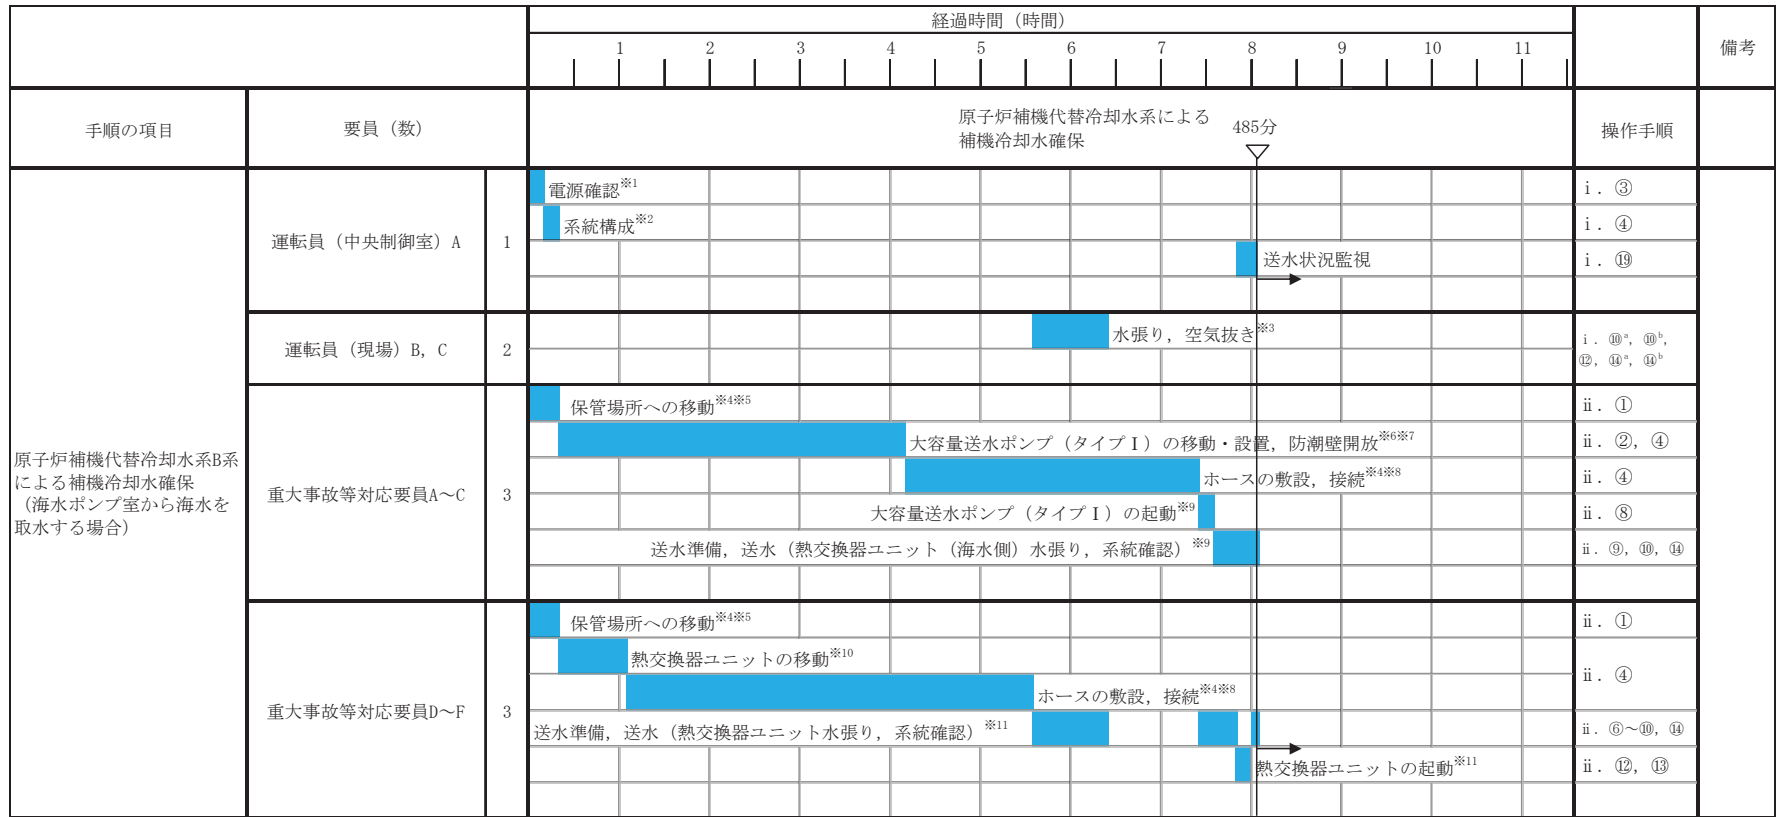 経過時間（時間）
1 2 3 4 5 6 7 8 9 10 11
備考
手順の項目
要員（数）
原子炉補機代替冷却水系による
補機冷却水確保
485分
操作手順
原子炉補機代替冷却水系B系
による補機冷却水確保
（海水ポンプ室から海水を
取水する場合）
運転員（中央制御室）A
1
電源確認※1
ⅰ．③
系統構成※2
ⅰ．④
送水状況監視
ⅰ．⑲
運転員（現場）B，C
2
水張り，空気抜き※3
ⅰ．⑩a，⑩b，
⑫，⑭a，⑭b
重大事故等対応要員A～C
3
保管場所への移動※4※5
ⅱ．①
大容量送水ポンプ（タイプⅠ）の移動・設置，防潮壁開放※6※7
ⅱ．②，④
ホースの敷設，接続※4※8
ⅱ．④
大容量送水ポンプ（タイプⅠ）の起動※9
ⅱ．⑧
送水準備，送水（熱交換器ユニット（海水側）水張り，系統確認）※9
ⅱ．⑨，⑩，⑭
重大事故等対応要員D～F
3
保管場所への移動※4※5
ⅱ．①
熱交換器ユニットの移動※10
ⅱ．④
ホースの敷設，接続※4※8
送水準備，送水（熱交換器ユニット水張り，系統確認）※11
ⅱ．⑥～⑩，⑭
熱交換器ユニットの起動※11
ⅱ．⑫，⑬